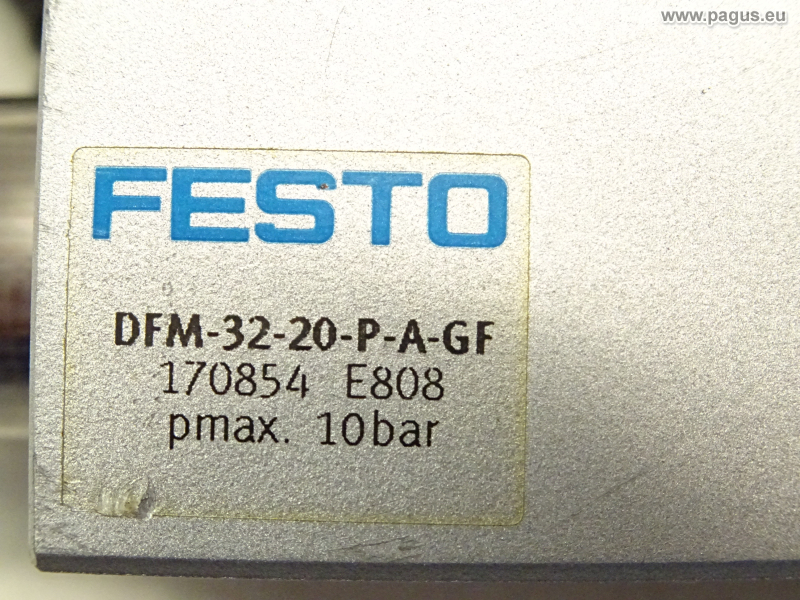 www.pagus.eu
FESTO
DFM-32-20-P-A-GF
170854 E808
pmax. 10bar